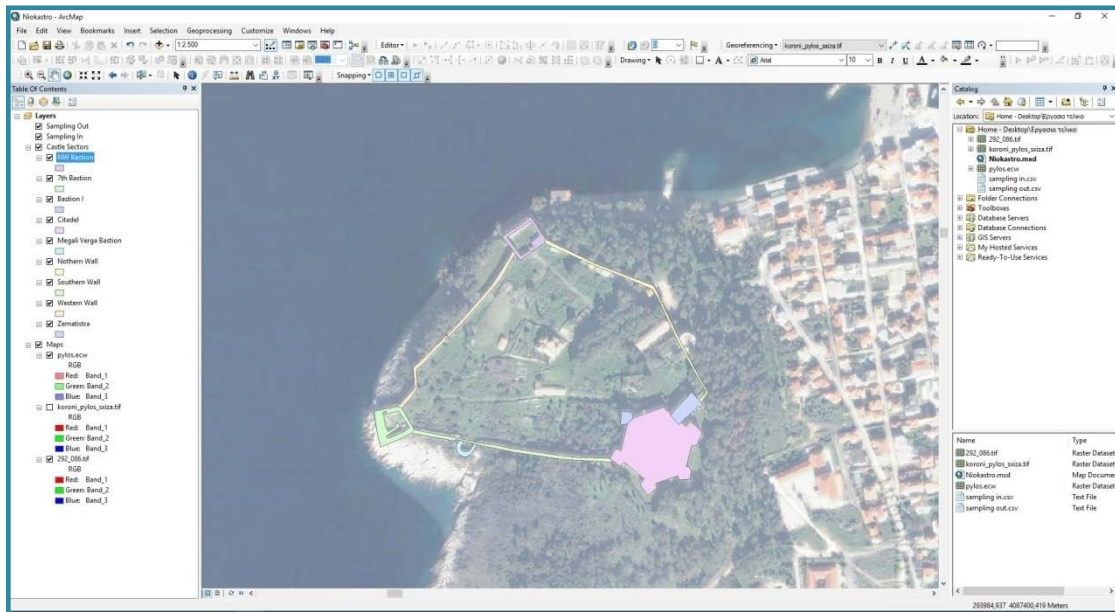 Niokastro - ArcMap
File Edit View Bookmarks Insert Selection Geoprocessing Customize Windows Help
1:2.500
Editor
Georeferencing
koroni_pylos_sxiza.tif
Drawing
A
Arial
10
B I U A
Snapping
Table Of Contents
Layers
Sampling Out
Sampling In
Castle Sectors
NW Bastion
7th Bastion
Bastion I
Citadel
Megali Verga Bastion
Nothern Wall
Southern Wall
Western Wall
Zematistra
Maps
pylos.ecw
RGB
Red: Band_1
Green: Band_2
Blue: Band_3
koroni_pylos_sxiza.tif
RGB
Red: Band_1
Green: Band_2
Blue: Band_3
292_086.tif
RGB
Red: Band_1
Green: Band_2
Blue: Band_3
Catalog
Location: Home - Desktop\Εργασια τελικο
Home - Desktop\Εργασια τελικο
292_086.tif
koroni_pylos_sxiza.tif
Niokastro.mxd
pylos.ecw
sampling in.csv
sampling out.csv
Folder Connections
Toolboxes
Database Servers
Database Connections
GIS Servers
My Hosted Services
Ready-To-Use Services
Name Type
292_086.tif Raster Dataset
koroni_pylos_sxiza.tif Raster Dataset
Niokastro.mxd Map Docume
pylos.ecw Raster Dataset
sampling in.csv Text File
sampling out.csv Text File
293984,937 4087400,419 Meters